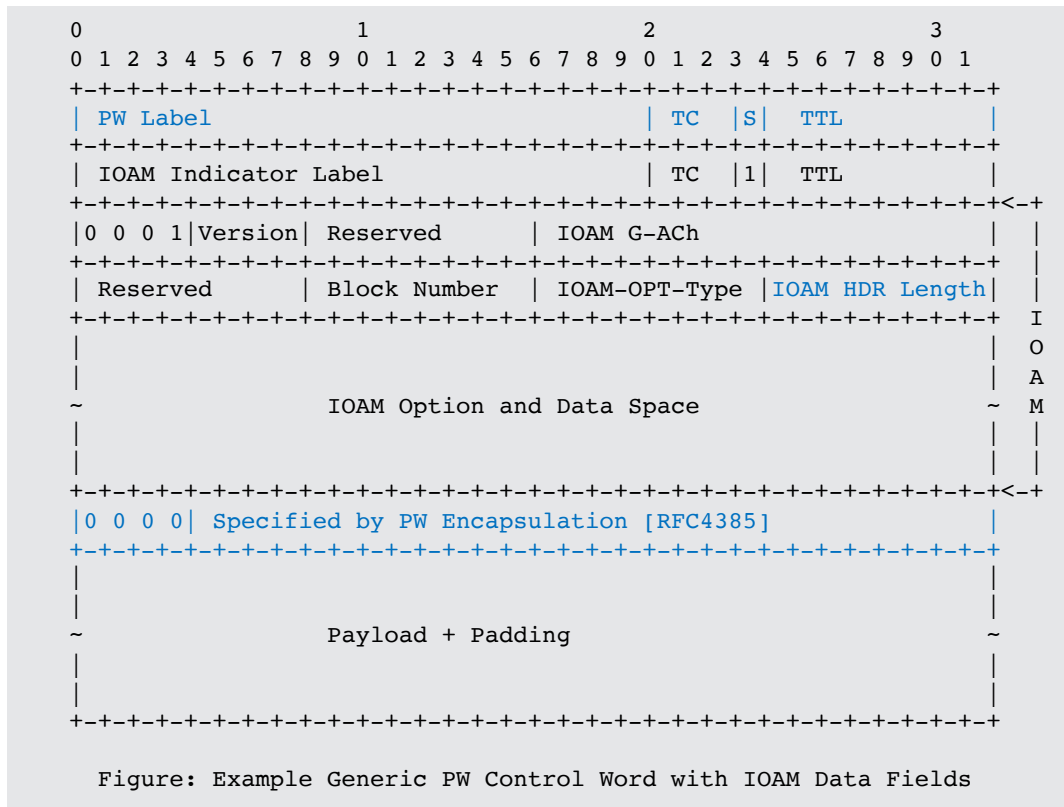 0                   1                   2                   3
0 1 2 3 4 5 6 7 8 9 0 1 2 3 4 5 6 7 8 9 0 1 2 3 4 5 6 7 8 9 0 1
+-+-+-+-+-+-+-+-+-+-+-+-+-+-+-+-+-+-+-+-+-+-+-+-+-+-+-+-+-+-+-+-+
| PW Label                              | TC  |S|  TTL          |
+-+-+-+-+-+-+-+-+-+-+-+-+-+-+-+-+-+-+-+-+-+-+-+-+-+-+-+-+-+-+-+-+
| IOAM Indicator Label                  | TC  |1|  TTL          |
+-+-+-+-+-+-+-+-+-+-+-+-+-+-+-+-+-+-+-+-+-+-+-+-+-+-+-+-+-+-+-+-+<-+
|0 0 0 1|Version| Reserved      | IOAM G-ACh                    |  |
+-+-+-+-+-+-+-+-+-+-+-+-+-+-+-+-+-+-+-+-+-+-+-+-+-+-+-+-+-+-+-+-+  |
| Reserved      | Block Number  | IOAM-OPT-Type |IOAM HDR Length|  |
+-+-+-+-+-+-+-+-+-+-+-+-+-+-+-+-+-+-+-+-+-+-+-+-+-+-+-+-+-+-+-+-+  I
|                                                               |  O
|                                                               |  A
~                 IOAM Option and Data Space                    ~  M
|                                                               |  |
|                                                               |  |
+-+-+-+-+-+-+-+-+-+-+-+-+-+-+-+-+-+-+-+-+-+-+-+-+-+-+-+-+-+-+-+-+<-+
|0 0 0 0| Specified by PW Encapsulation [RFC4385]               |
+-+-+-+-+-+-+-+-+-+-+-+-+-+-+-+-+-+-+-+-+-+-+-+-+-+-+-+-+-+-+-+-+
|                                                               |
|                                                               |
~                 Payload + Padding                             ~
|                                                               |
|                                                               |
+-+-+-+-+-+-+-+-+-+-+-+-+-+-+-+-+-+-+-+-+-+-+-+-+-+-+-+-+-+-+-+-+
Figure: Example Generic PW Control Word with IOAM Data Fields